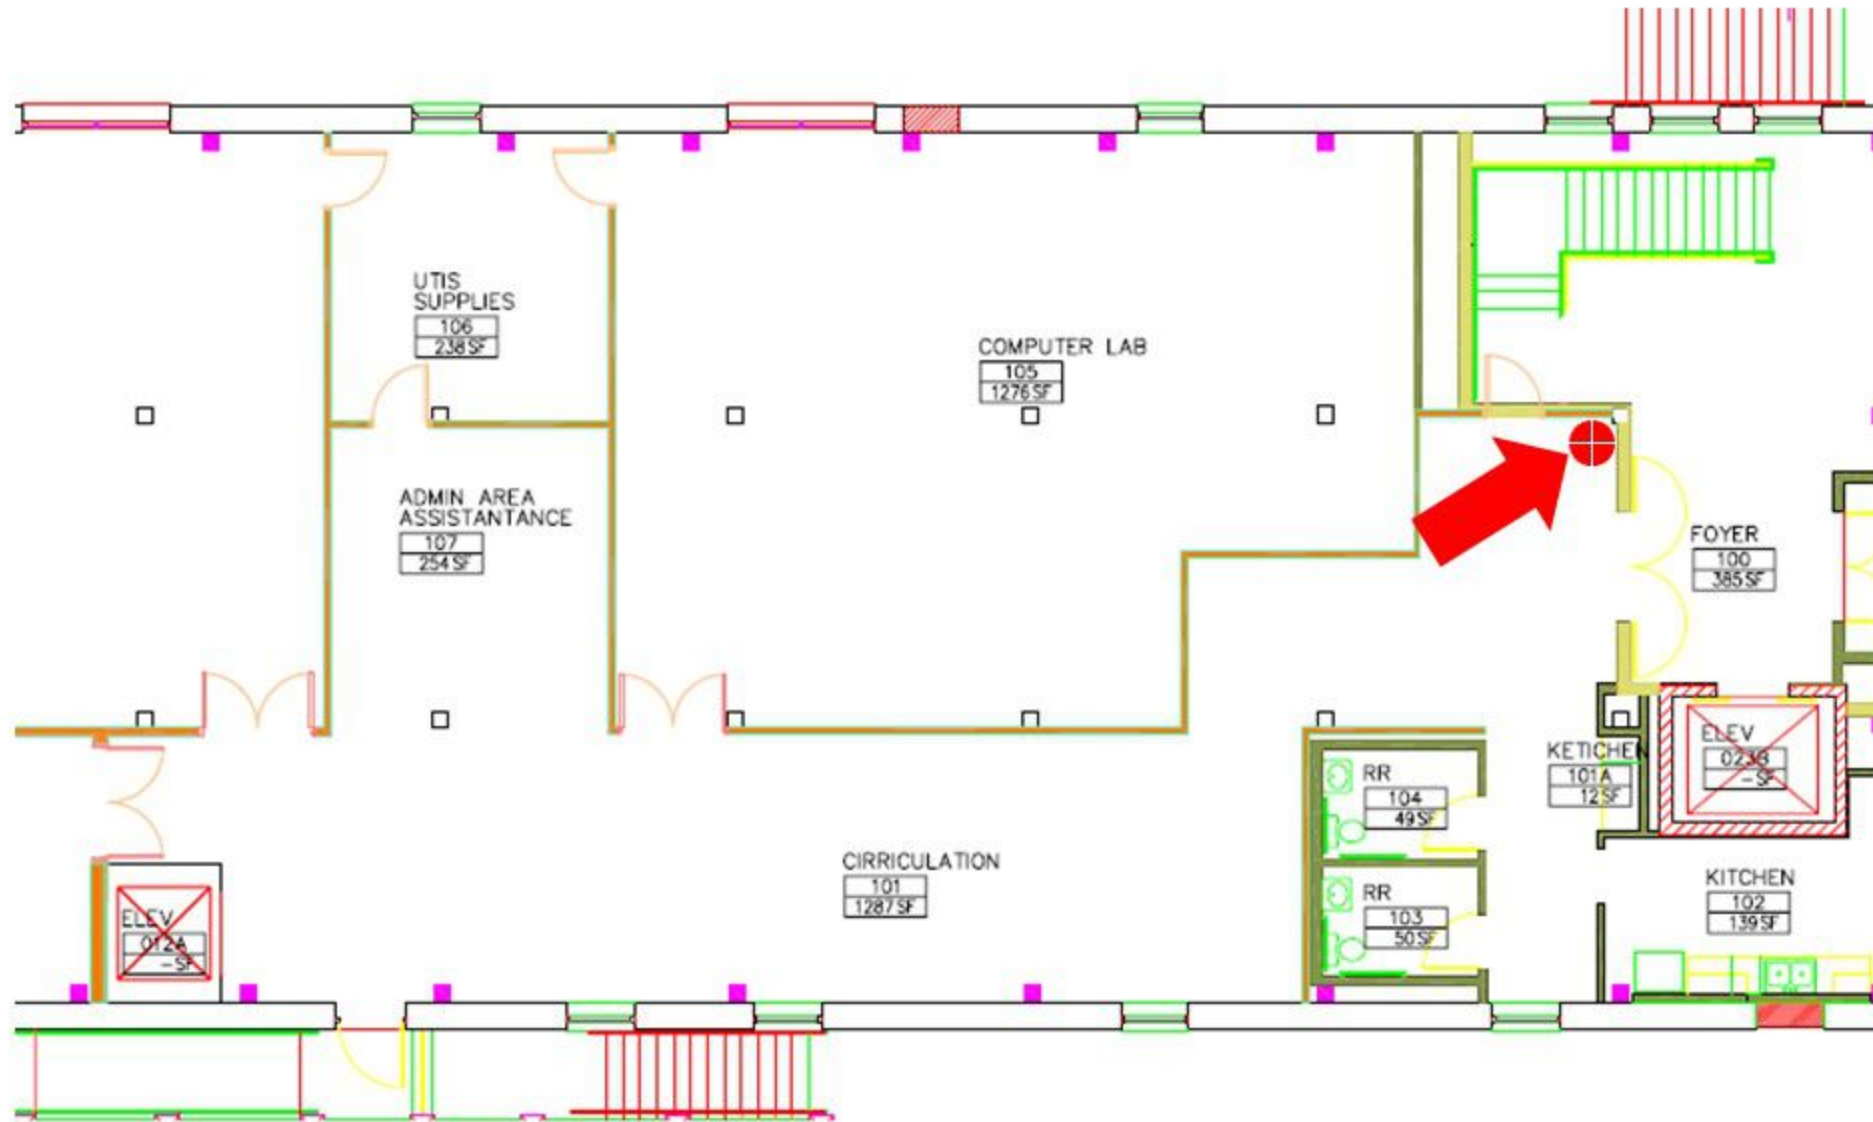 UTIS
SUPPLIES
106
238 SF
COMPUTER LAB
105
1276 SF
ADMIN AREA
ASSISTANTANCE
107
254 SF
FOYER
100
385 SF
ELEV
023B
-SF
KETICHEN
101A
12 SF
RR
104
49 SF
CIRRICULATION
101
1287 SF
RR
103
50 SF
KITCHEN
102
139 SF
ELEV
012A
-SF